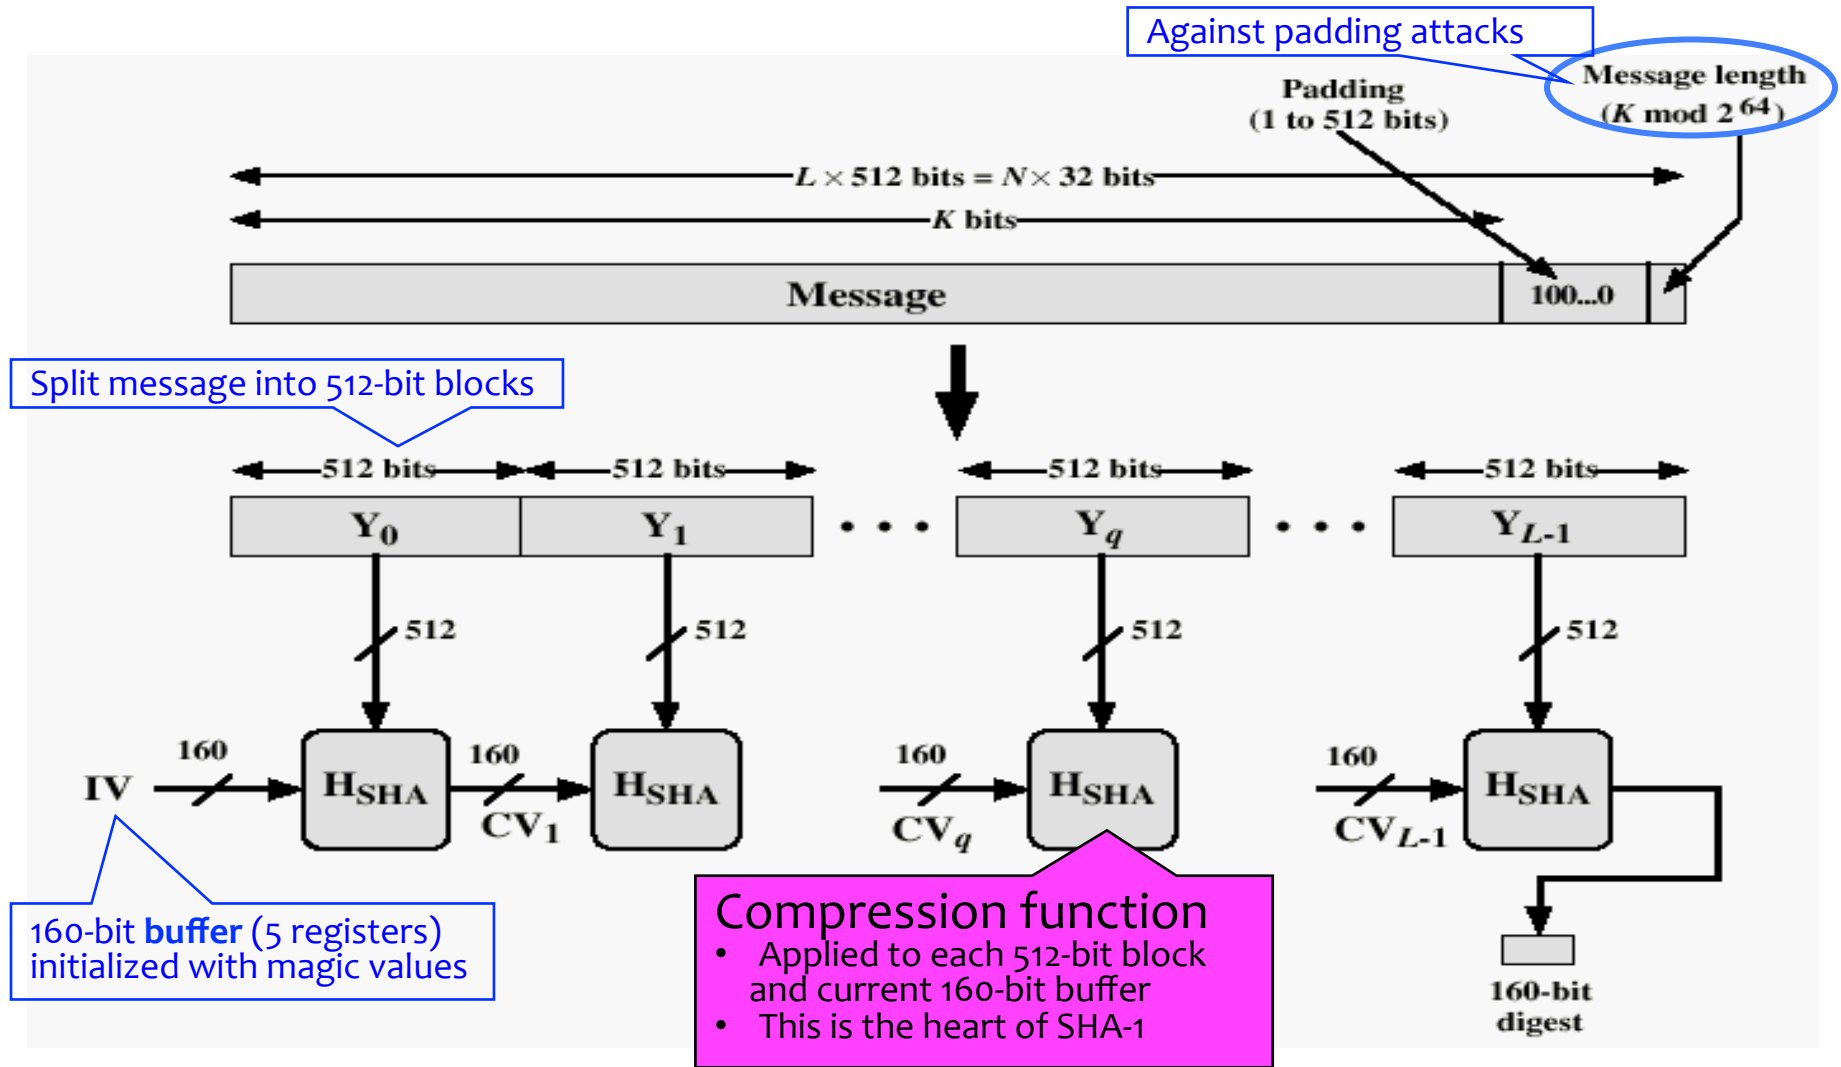 Against padding attacks
Message length
(K mod 2^64)
Padding
(1 to 512 bits)
L × 512 bits = N × 32 bits
K bits
Message
100...0
Split message into 512-bit blocks
512 bits
512 bits
512 bits
512 bits
Y0
Y1
• • •
Yq
• • •
YL-1
512
512
512
512
160
160
160
160
IV
HSHA
HSHA
HSHA
HSHA
CV1
CVq
CVL-1
160-bit buffer (5 registers)
initialized with magic values
Compression function
• Applied to each 512-bit block
and current 160-bit buffer
• This is the heart of SHA-1
160-bit
digest